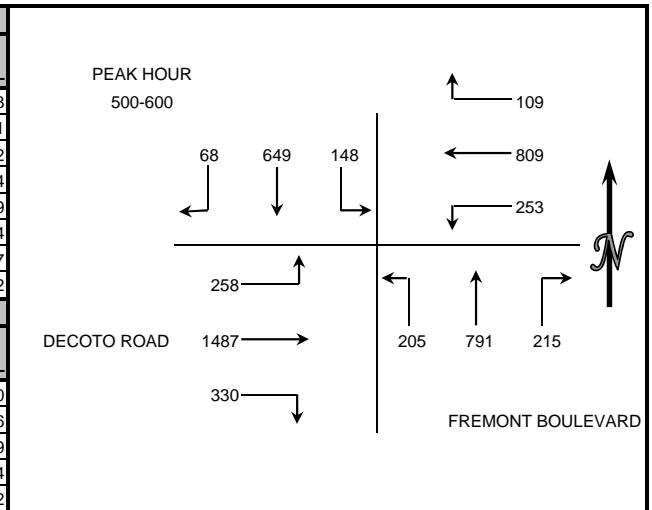 PEAK HOUR
500-600
109
68 649 148
809
253
258
DECOTO ROAD 1487
205 791 215
330
FREMONT BOULEVARD
N